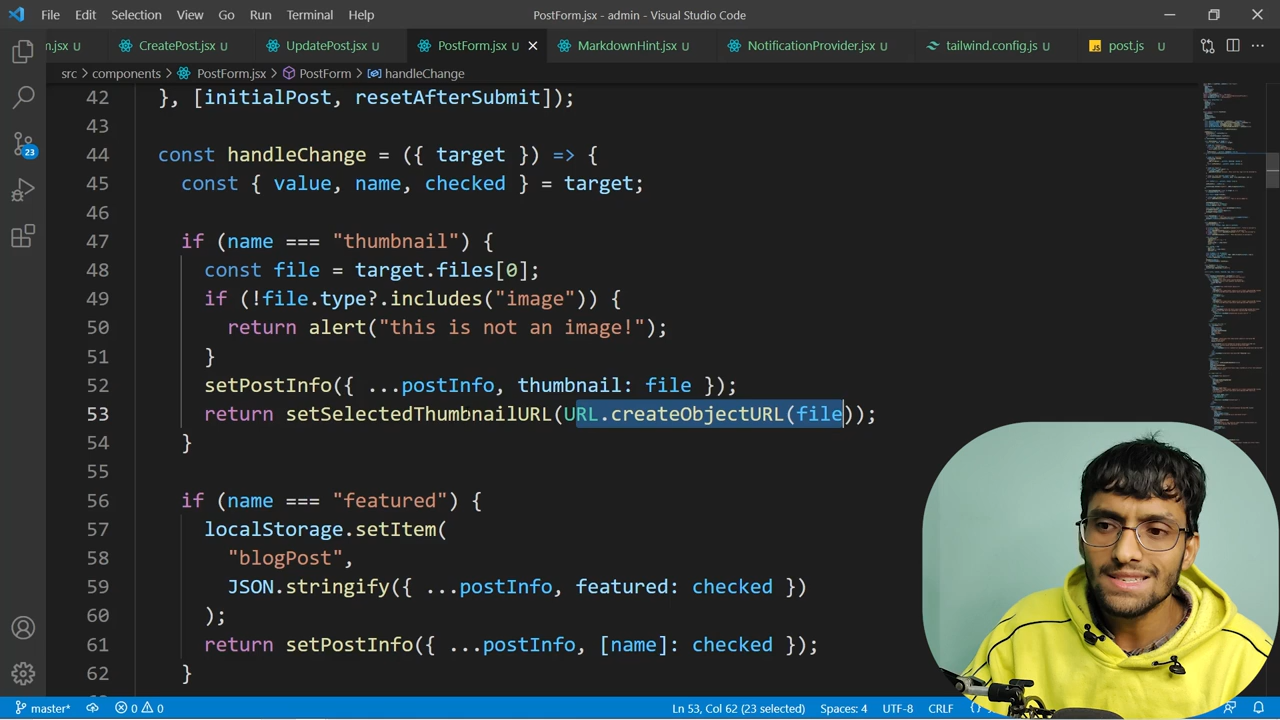 File Edit Selection View Go Run Terminal Help PostForm.jsx - admin - Visual Studio Code
m.jsx U CreatePost.jsx U UpdatePost.jsx U PostForm.jsx U MarkdownHint.jsx U NotificationProvider.jsx U tailwind.config.js U JS post.js U
src > components > PostForm.jsx > PostForm > handleChange
42 }, [initialPost, resetAfterSubmit]);
43
44 const handleChange = ({ target }) => {
45 const { value, name, checked } = target;
46
47 if (name === "thumbnail") {
48 const file = target.files[0];
49 if (!file.type?.includes("image")) {
50 return alert("this is not an image!");
51 }
52 setPostInfo({ ...postInfo, thumbnail: file });
53 return setSelectedThumbnailURL(URL.createObjectURL(file));
54 }
55
56 if (name === "featured") {
57 localStorage.setItem(
58 "blogPost",
59 JSON.stringify({ ...postInfo, featured: checked })
60 );
61 return setPostInfo({ ...postInfo, [name]: checked });
62 }
23
master* 0 0 Ln 53, Col 62 (23 selected) Spaces: 4 UTF-8 CRLF